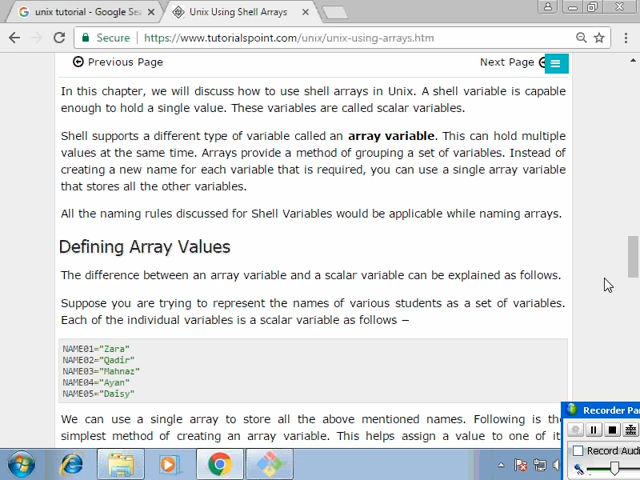 unix tutorial - Google Se
Unix Using Shell Arrays
Secure
https://www.tutorialspoint.com/unix/unix-using-arrays.htm
Previous Page
Next Page
In this chapter, we will discuss how to use shell arrays in Unix. A shell variable is capable
enough to hold a single value. These variables are called scalar variables.
Shell supports a different type of variable called an array variable. This can hold multiple
values at the same time. Arrays provide a method of grouping a set of variables. Instead of
creating a new name for each variable that is required, you can use a single array variable
that stores all the other variables.
All the naming rules discussed for Shell Variables would be applicable while naming arrays.
Defining Array Values
The difference between an array variable and a scalar variable can be explained as follows.
Suppose you are trying to represent the names of various students as a set of variables.
Each of the individual variables is a scalar variable as follows −
NAME01="Zara"
NAME02="Qadir"
NAME03="Mahnaz"
NAME04="Ayan"
NAME05="Daisy"
We can use a single array to store all the above mentioned names. Following is the
simplest method of creating an array variable. This helps assign a value to one of it
Recorder Pa
Record Audi